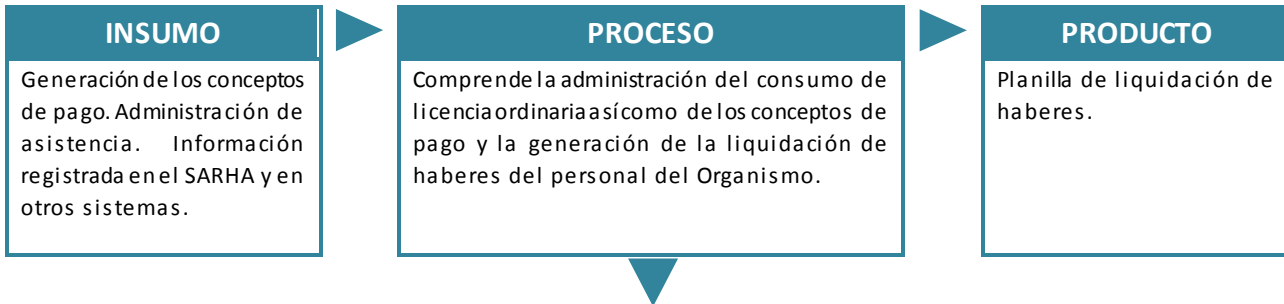 INSUMO
Generación de los conceptos
de pago. Administración de
asistencia. Información
registrada en el SARHA y en
otros sistemas.
PROCESO
Comprende la administración del consumo de
licencia ordinaria así como de los conceptos de
pago y la generación de la liquidación de
haberes del personal del Organismo.
PRODUCTO
Planilla de liquidación de
haberes.